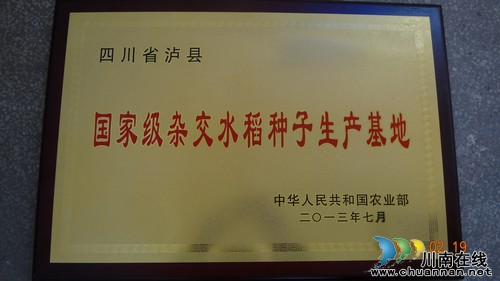 四川省泸县
国家级杂交水稻种子生产基地
中华人民共和国农业部
二〇一三年七月
02 19
川南在线
www.chuannan.net